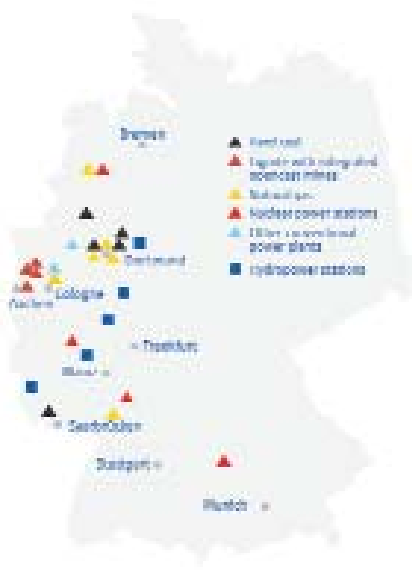 Bremen
Hard coal
Lignite with integrated
opencast mines
Natural gas
Nuclear power stations
Other conventional
power plants
Hydropower stations
Dortmund
Cologne
Aachen
Frankfurt
Saarbrücken
Stuttgart
Munich